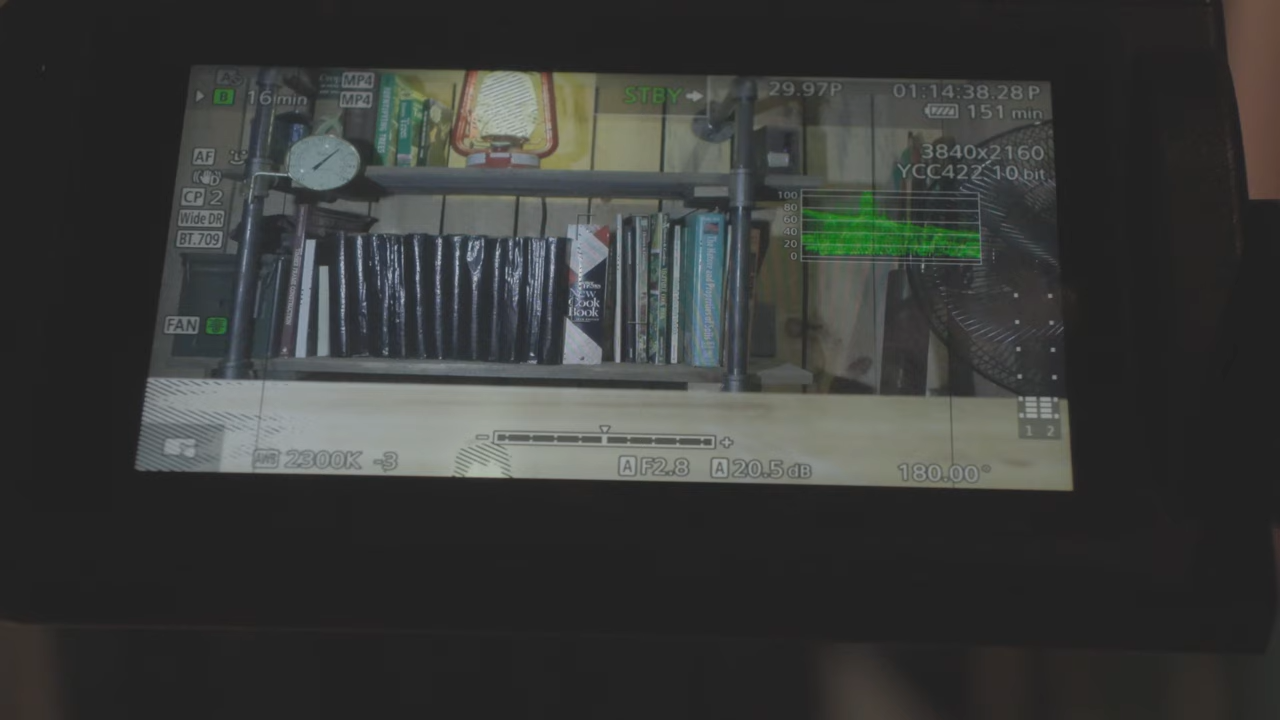 MP4
MP4
B 16 min
STBY
29.97P
01:14:38.28P
151 min
3840x2160
YCC422 10 bit
AF
CP 2
Wide DR
BT.709
FAN
100
80
60
40
20
0
New
Cook
Book
1 2
- +
AWB 2300K -3
A F2.8
A 20.5 dB
180.00°